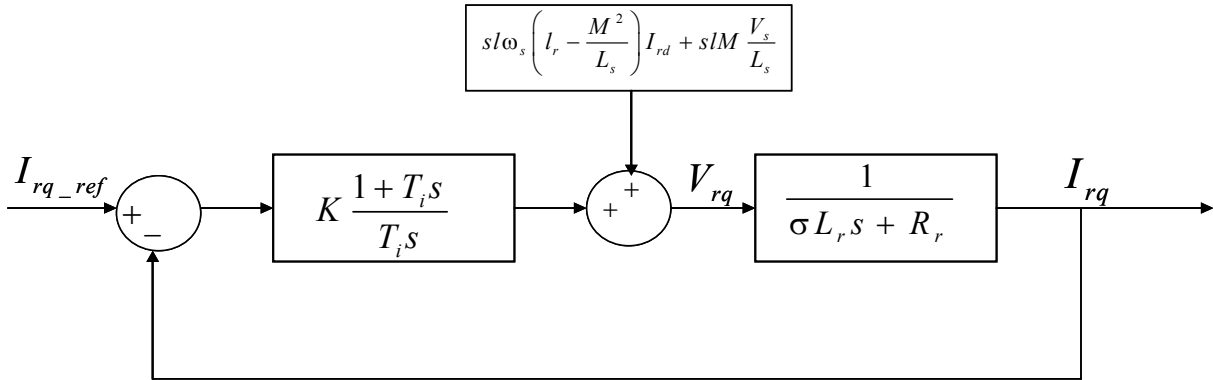 slω_s(l_r − M²/L_s)I_rd + slM V_s/L_s
I_rq_ref
+
−
K (1 + T_i s)/(T_i s)
+
+
V_rq
1/(σL_r s + R_r)
I_rq